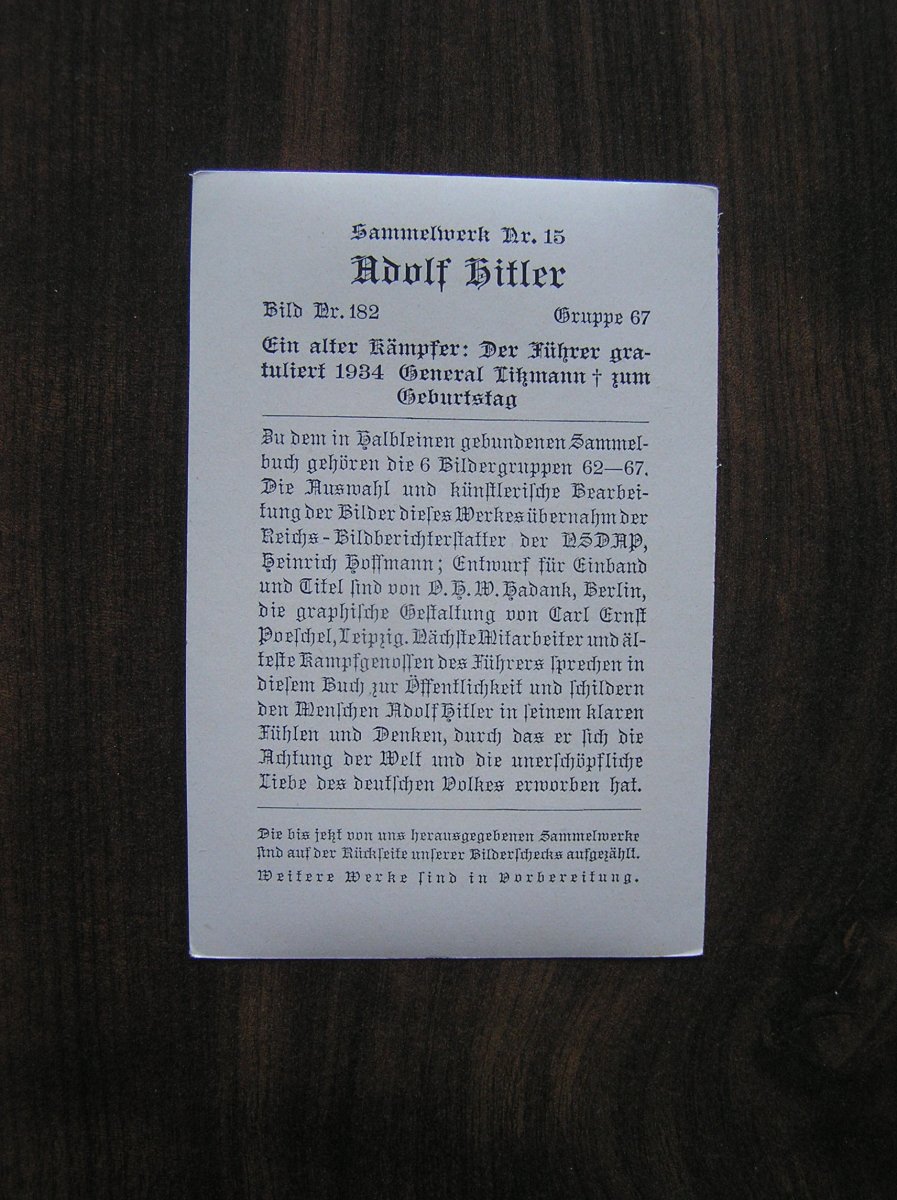 Sammelwerk Nr. 15
Adolf Hitler
Bild Nr. 182 Gruppe 67
Ein alter Kämpfer: Der Führer gra-
tuliert 1934 General Litzmann † zum
Geburtstag
Zu dem in Halbleinen gebundenen Sammel-
buch gehören die 6 Bildergruppen 62—67.
Die Auswahl und künstlerische Bearbei-
tung der Bilder dieses Werkes übernahm der
Reichs-Bildberichterstatter der NSDAP,
Heinrich Hoffmann; Entwurf für Einband
und Titel sind von O. H. W. Hadank, Berlin,
die graphische Gestaltung von Carl Ernst
Poeschel, Leipzig. Nächste Mitarbeiter und äl-
teste Kampfgenossen des Führers sprechen in
diesem Buch zur Öffentlichkeit und schildern
den Menschen Adolf Hitler in seinem klaren
Fühlen und Denken, durch das er sich die
Achtung der Welt und die unerschöpfliche
Liebe des deutschen Volkes erworben hat.
Die bis jetzt von uns herausgegebenen Sammelwerke
sind auf der Rückseite unserer Bilderschecks aufgezählt.
Weitere Werke sind in Vorbereitung.